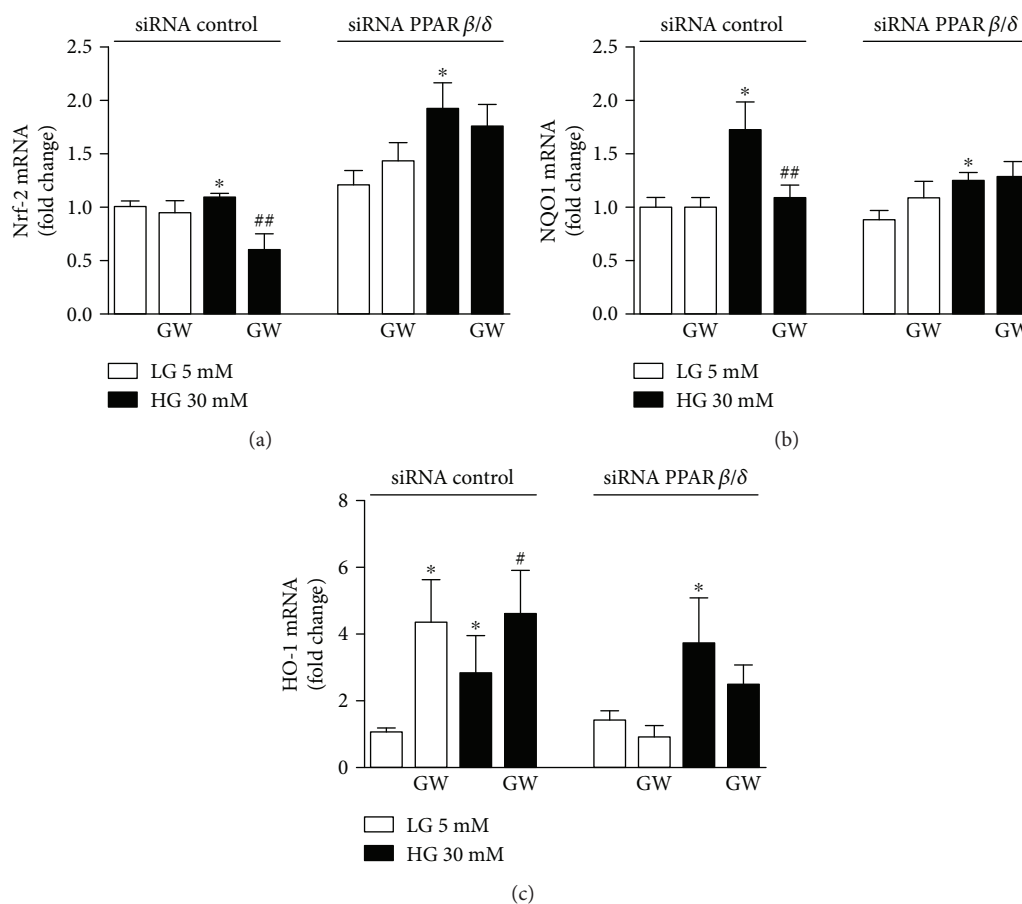 siRNA control siRNA PPAR β/δ
2.5
2.0
1.5
1.0
0.5
0.0
Nrf-2 mRNA
(fold change)
*
##
*
GW GW GW GW
LG 5 mM
HG 30 mM
(a)
siRNA control siRNA PPAR β/δ
2.5
2.0
1.5
1.0
0.5
0.0
NQO1 mRNA
(fold change)
*
##
*
GW GW GW GW
LG 5 mM
HG 30 mM
(b)
siRNA control siRNA PPAR β/δ
8
6
4
2
0
HO-1 mRNA
(fold change)
*
*
#
*
GW GW GW GW
LG 5 mM
HG 30 mM
(c)